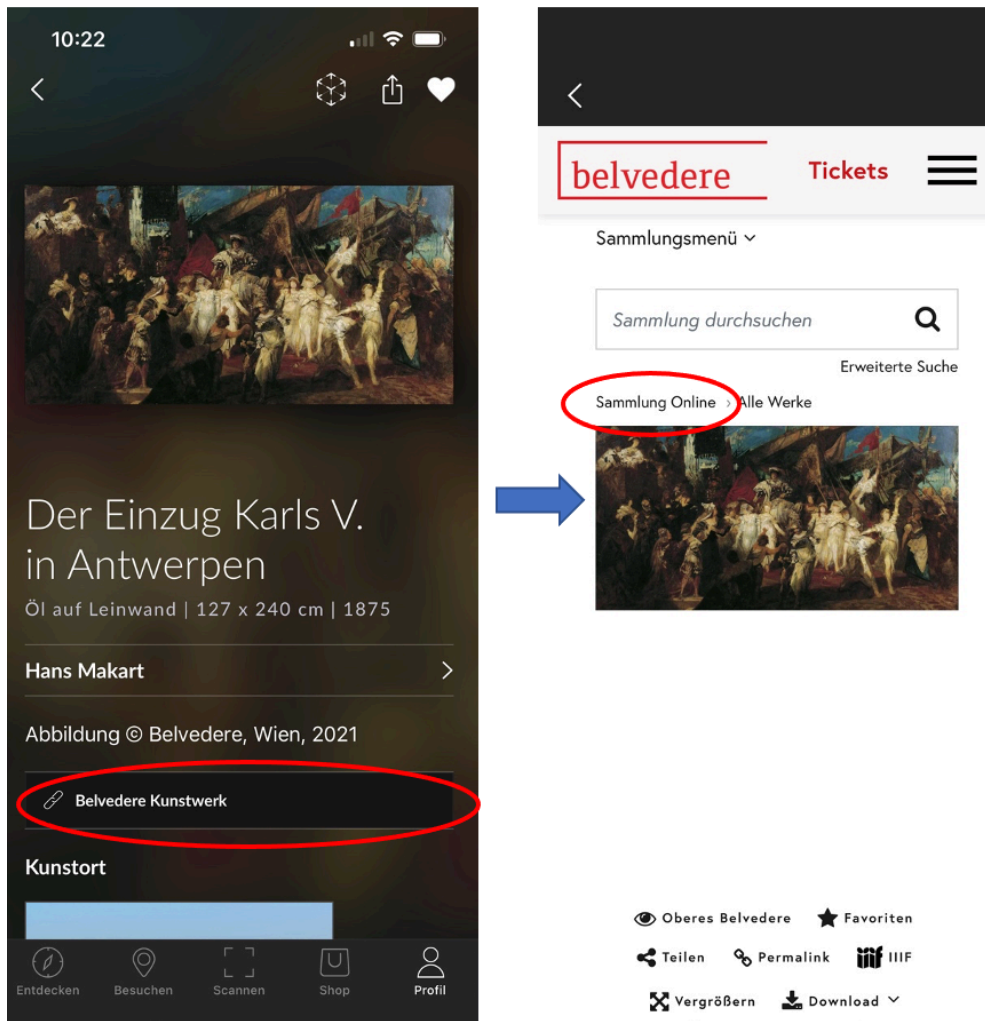 10:22
Der Einzug Karls V.
in Antwerpen
Öl auf Leinwand | 127 x 240 cm | 1875
Hans Makart
Abbildung © Belvedere, Wien, 2021
Belvedere Kunstwerk
Kunstort
Entdecken Besuchen Scannen Shop Profil
belvedere Tickets
Sammlungsmenü
Sammlung durchsuchen
Erweiterte Suche
Sammlung Online › Alle Werke
Oberes Belvedere Favoriten
Teilen Permalink IIIF
Vergrößern Download